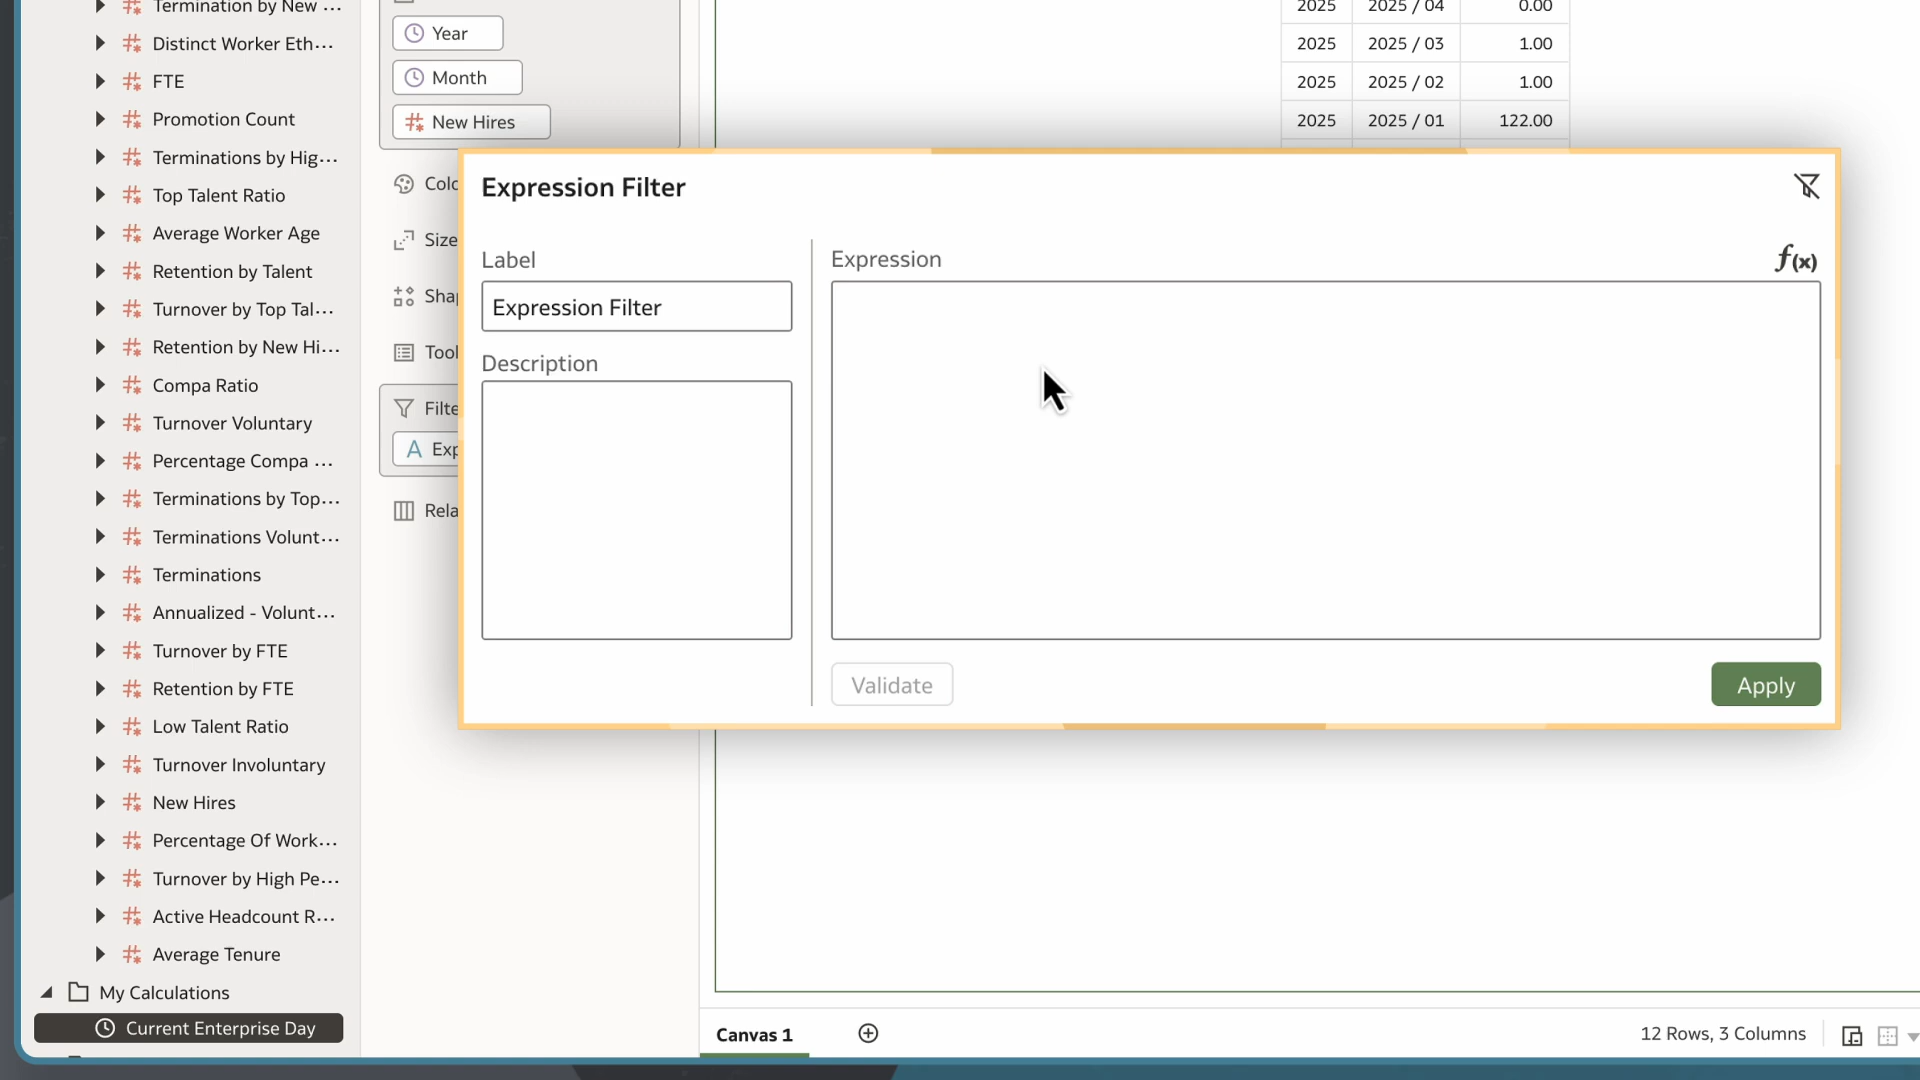 Termination by New ...
Distinct Worker Eth...
FTE
Promotion Count
Terminations by Hig...
Top Talent Ratio
Average Worker Age
Retention by Talent
Turnover by Top Tal...
Retention by New Hi...
Compa Ratio
Turnover Voluntary
Percentage Compa ...
Terminations by Top...
Terminations Volunt...
Terminations
Annualized - Volunt...
Turnover by FTE
Retention by FTE
Low Talent Ratio
Turnover Involuntary
New Hires
Percentage Of Work...
Turnover by High Pe...
Active Headcount R...
Average Tenure
My Calculations
Current Enterprise Day
Year
Month
New Hires
Colo
Size
Shap
Tool
Filte
A Exp
Rela
2025 2025 / 04 0.00
2025 2025 / 03 1.00
2025 2025 / 02 1.00
2025 2025 / 01 122.00
Expression Filter
Label
Expression Filter
Description
Expression
f(x)
Validate
Apply
Canvas 1
12 Rows, 3 Columns